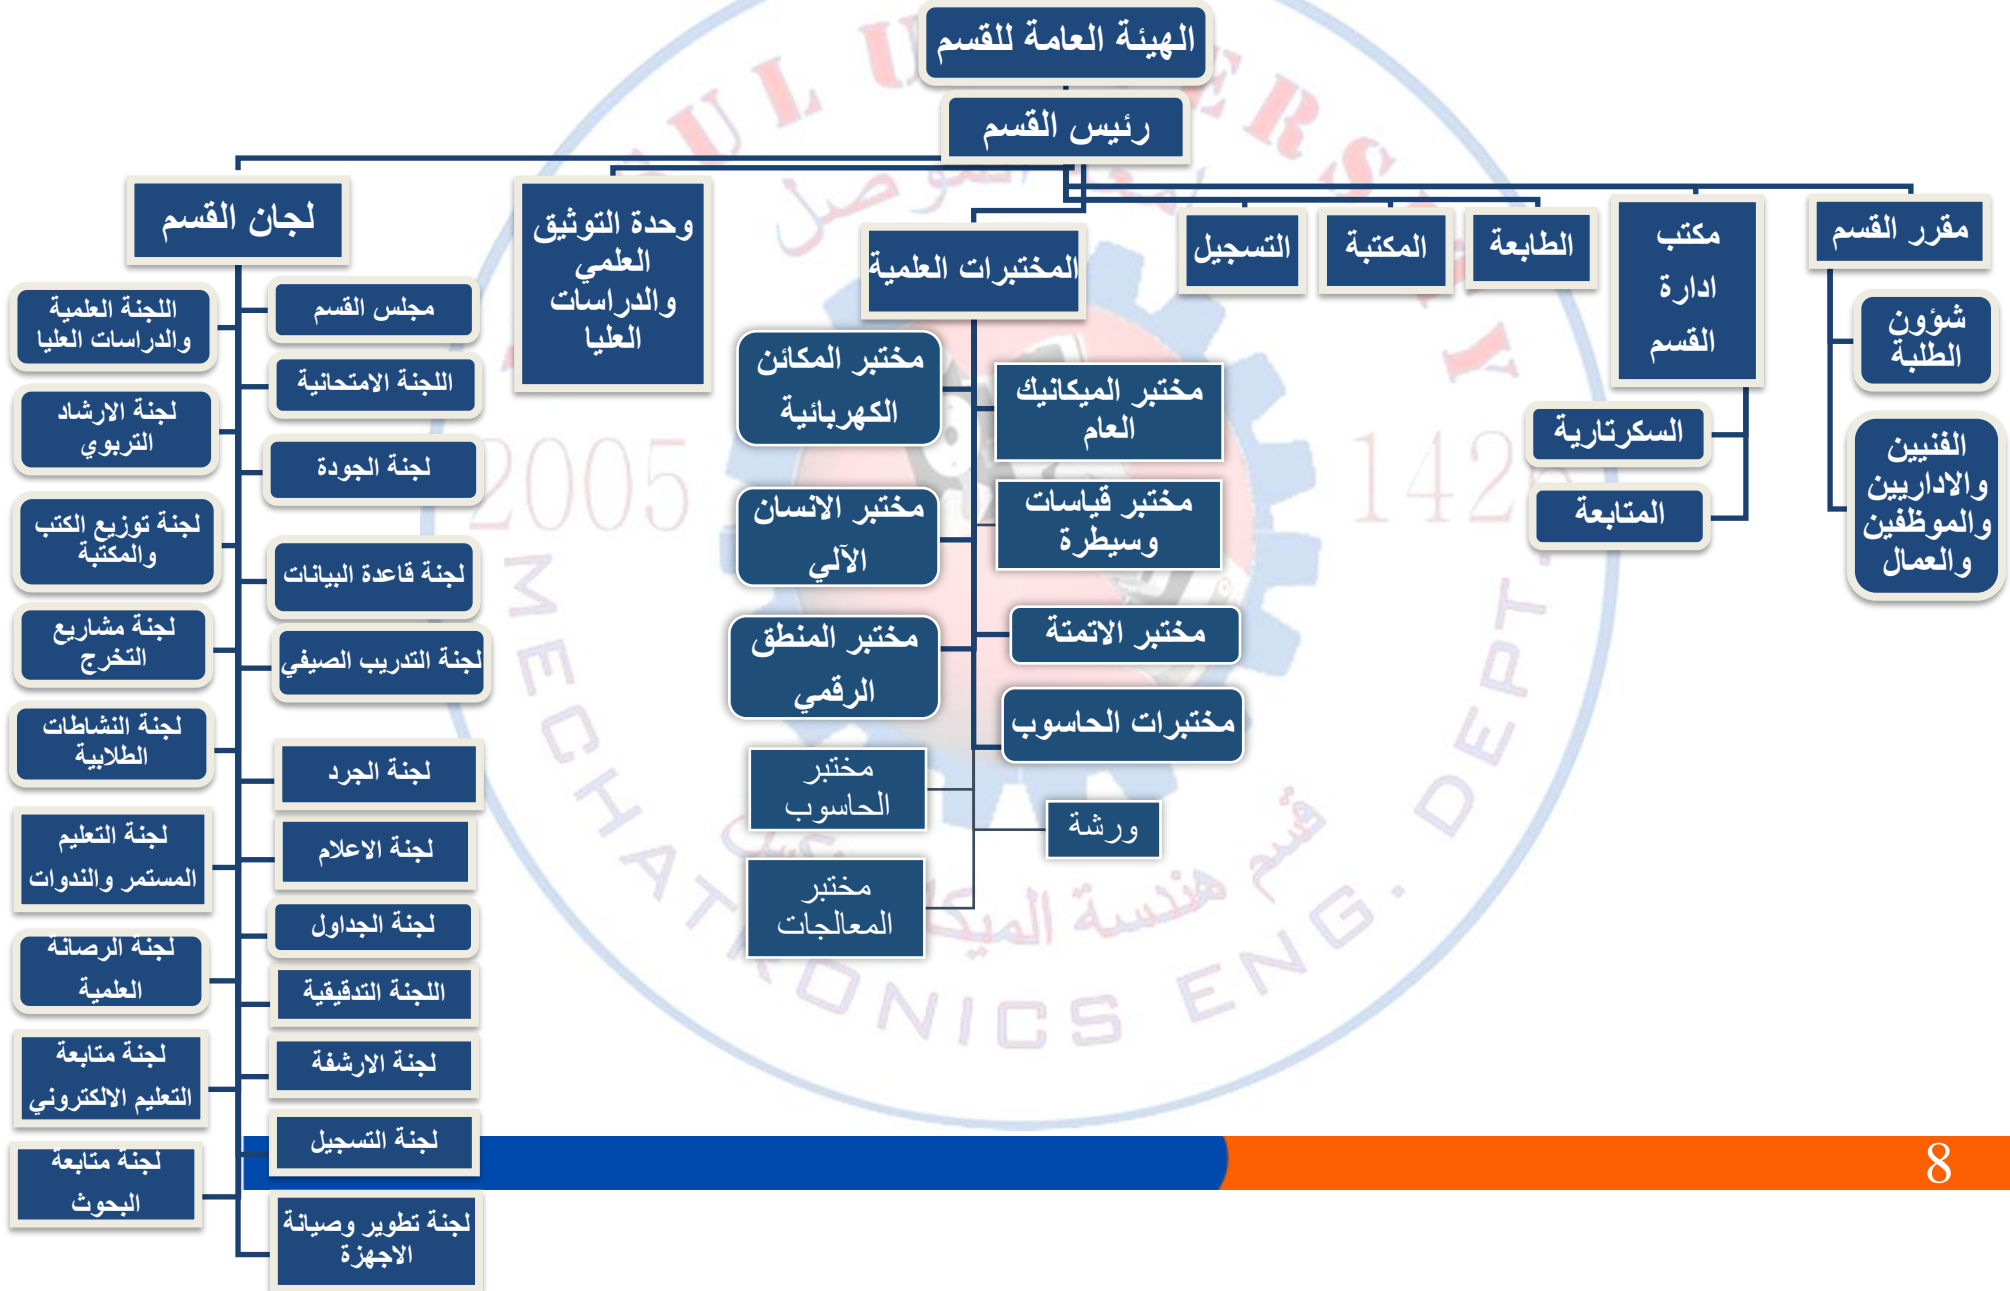 الهيئة العامة للقسم
رئيس القسم
مقرر القسم
شؤون
الطلبة
الفنيين
والاداريين
والموظفين
والعمال
مكتب
ادارة
القسم
السكرتارية
المتابعة
الطابعة
المكتبة
التسجيل
المختبرات العلمية
مختبر الميكانيك
العام
مختبر المكائن
الكهربائية
مختبر قياسات
وسيطرة
مختبر الانسان
الآلي
مختبر الاتمتة
مختبر المنطق
الرقمي
مختبرات الحاسوب
مختبر
الحاسوب
ورشة
مختبر
المعالجات
وحدة التوثيق
العلمي
والدراسات
العليا
لجان القسم
مجلس القسم
اللجنة العلمية
والدراسات العليا
اللجنة الامتحانية
لجنة الارشاد
التربوي
لجنة الجودة
لجنة توزيع الكتب
والمكتبة
لجنة قاعدة البيانات
لجنة مشاريع
التخرج
لجنة التدريب الصيفي
لجنة النشاطات
الطلابية
لجنة الجرد
لجنة التعليم
المستمر والندوات
لجنة الاعلام
لجنة الجداول
لجنة الرصانة
العلمية
اللجنة التدقيقية
لجنة الارشفة
لجنة متابعة
التعليم الالكتروني
لجنة التسجيل
لجنة متابعة
البحوث
لجنة تطوير وصيانة
الاجهزة
2005
MECHATRONICS ENG. DEPT.
قسم هندسة
8